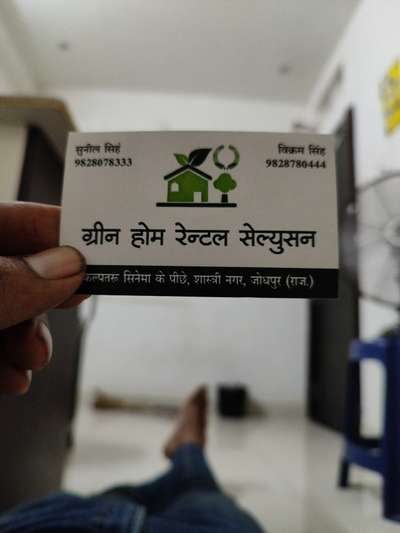 सुनील सिहं
9828078333
विक्रम सिंह
9828780444
ग्रीन होम रेन्टल सेल्युसन
कल्पतरू सिनेमा के पीछे, शास्त्री नगर, जोधपुर (राज.)